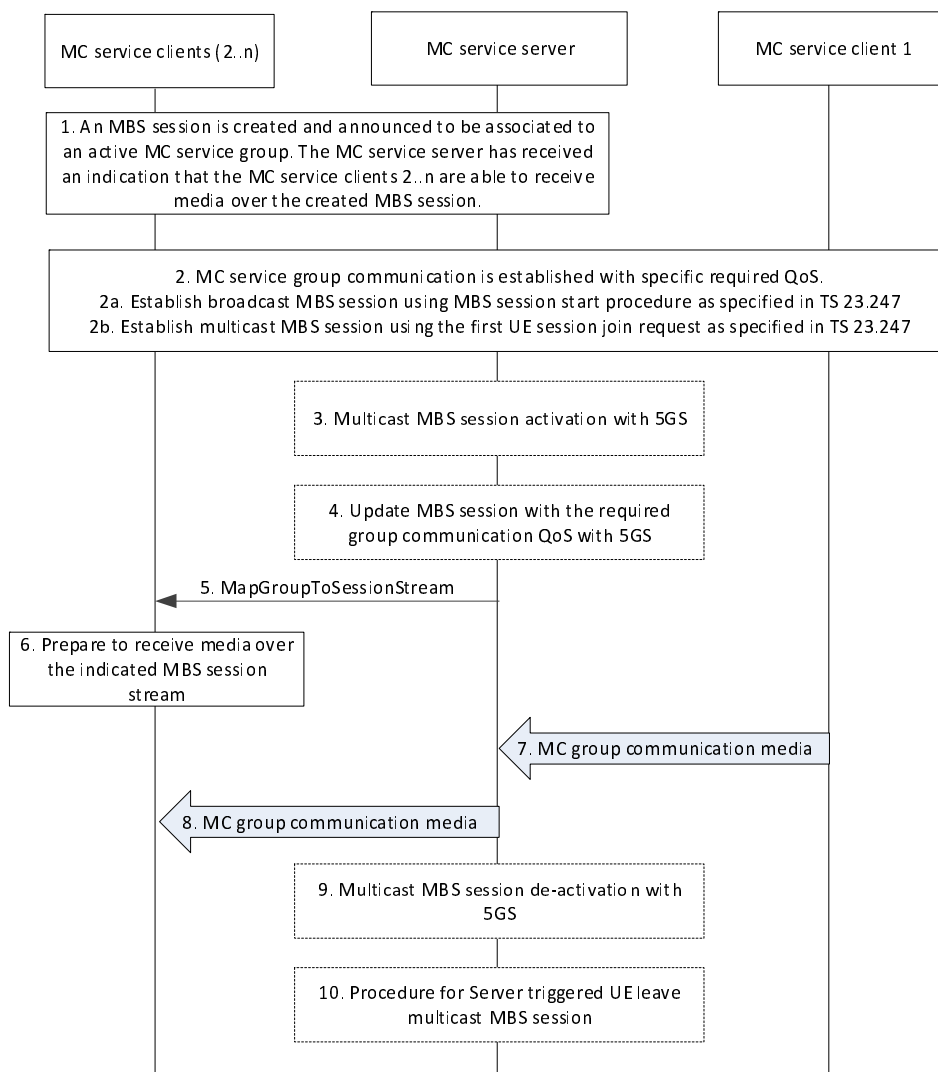 MC service clients (2..n)
MC service server
MC service client 1
1. An MBS session is created and announced to be associated to
an active MC service group. The MC service server has received
an indication that the MC service clients 2..n are able to receive
media over the created MBS session.
2. MC service group communication is established with specific required QoS.
2a. Establish broadcast MBS session using MBS session start procedure as specified in TS 23.247
2b. Establish multicast MBS session using the first UE session join request as specified in TS 23.247
3. Multicast MBS session activation with 5GS
4. Update MBS session with the required
group communication QoS with 5GS
5. MapGroupToSessionStream
6. Prepare to receive media over
the indicated MBS session
stream
7. MC group communication media
8. MC group communication media
9. Multicast MBS session de-activation with
5GS
10. Procedure for Server triggered UE leave
multicast MBS session